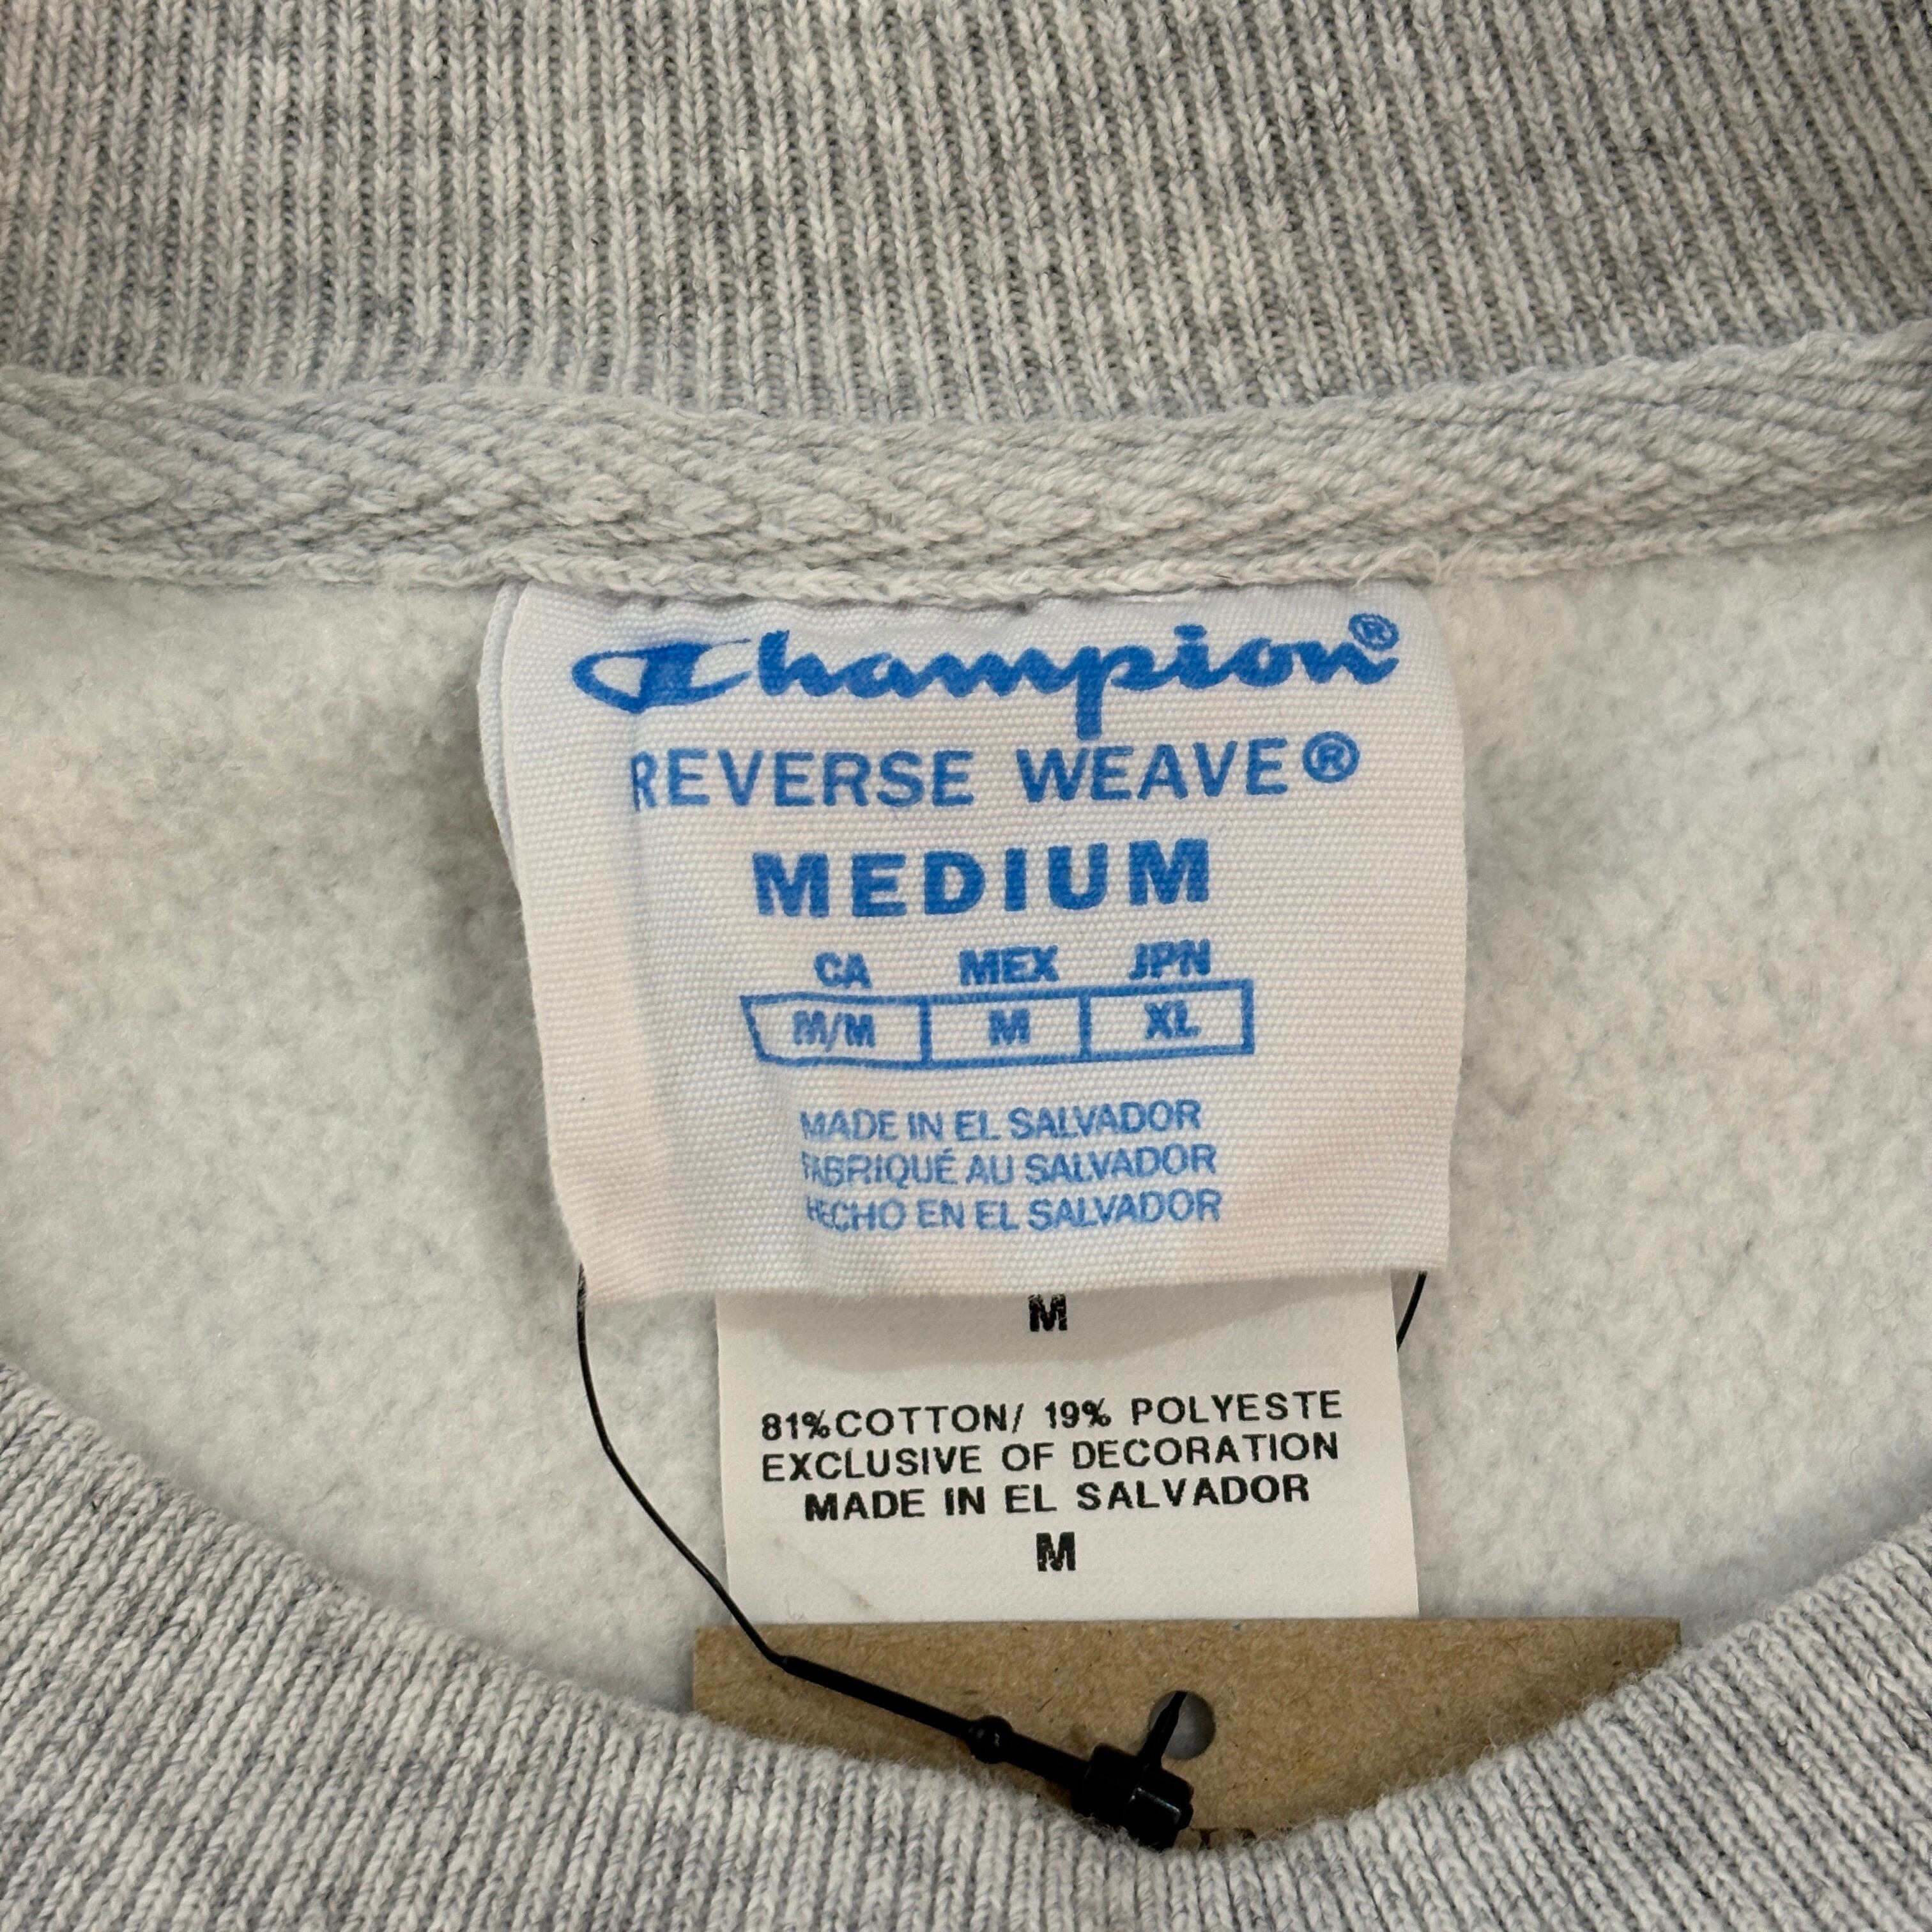 Champion®
REVERSE WEAVE®
MEDIUM
CA MEX JPN
M/M M XL
MADE IN EL SALVADOR
FABRIQUÉ AU SALVADOR
HECHO EN EL SALVADOR
M
81%COTTON/ 19% POLYESTE
EXCLUSIVE OF DECORATION
MADE IN EL SALVADOR
M